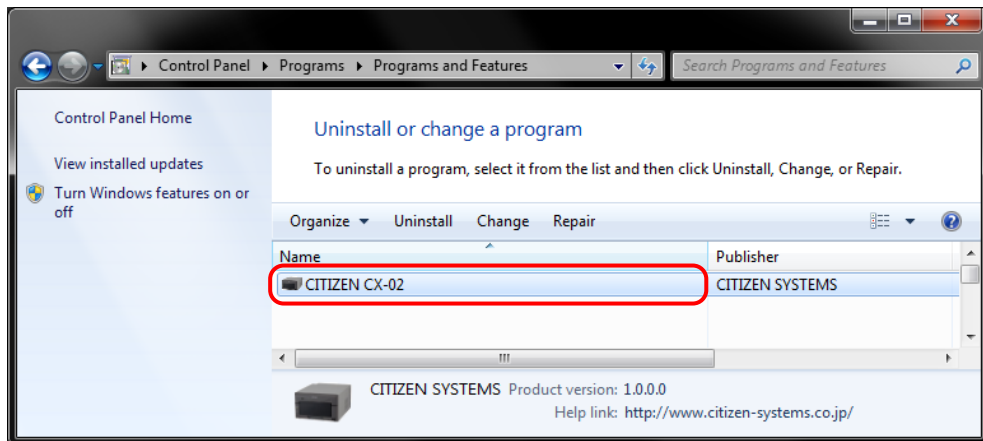 Control Panel Programs Programs and Features Search Programs and Features
Control Panel Home
View installed updates
Turn Windows features on or
off
Uninstall or change a program
To uninstall a program, select it from the list and then click Uninstall, Change, or Repair.
Organize Uninstall Change Repair
Name Publisher
CITIZEN CX-02 CITIZEN SYSTEMS
CITIZEN SYSTEMS Product version: 1.0.0.0
Help link: http://www.citizen-systems.co.jp/